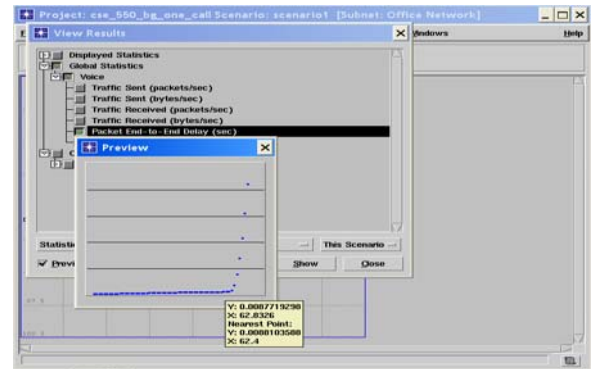 Project: cse_550_bg_one_call Scenario: scenario1 [Subnet: Office Network]
View Results
Windows
Help
Displayed Statistics
Global Statistics
Voice
Traffic Sent (packets/sec)
Traffic Sent (bytes/sec)
Traffic Received (packets/sec)
Traffic Received (bytes/sec)
Packet End-to-End Delay (sec)
Preview
This Scenario
Show
Close
Y: 0.0087719298
X: 62.8326
Nearest Point:
Y: 0.0088103588
X: 62.4